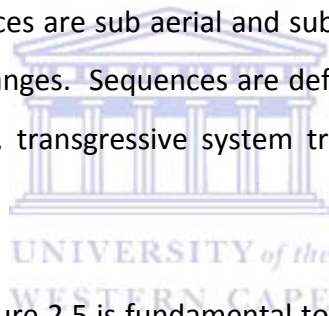 ces are sub aerial and sub
anges. Sequences are def
, transgressive system tr
UNIVERSITY of the
ure 2.5 is fundamental to
WESTERN CAPE